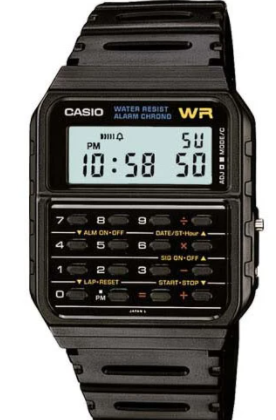 CASIO WATER RESIST WR
ALARM CHRONO
PM SU
10:58 50
ADJ MODE/C
7 8 9 ÷
▼ ALM ON•OFF DATE/ST•Hour ▲
4 5 6 ×
SIG ON•OFF ▲
1 2 3 -
▼ LAP•RESET START•STOP ▼
0 PM = +